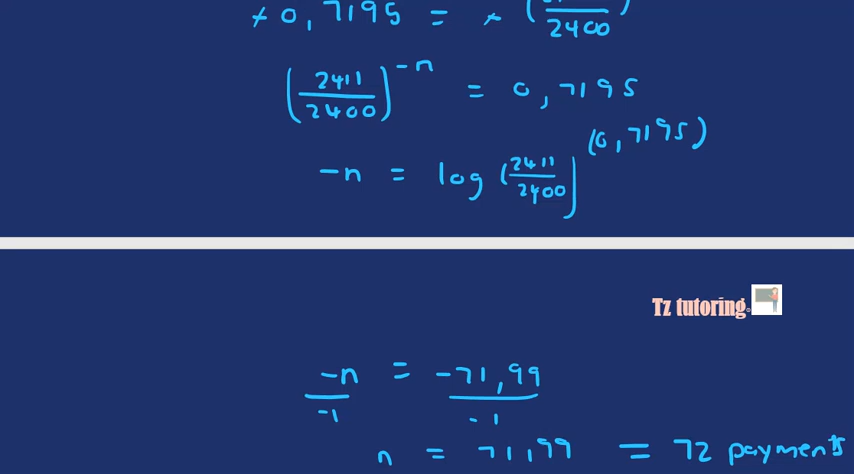 ≠ 0,7195 = ≠ (    /2400)
(2411/2400)^-n = 0,7195
-n = log (2411/2400) (0,7195)
Tz tutoring.
-n/-1 = -71,99/-1
n = 71,99 = 72 payments